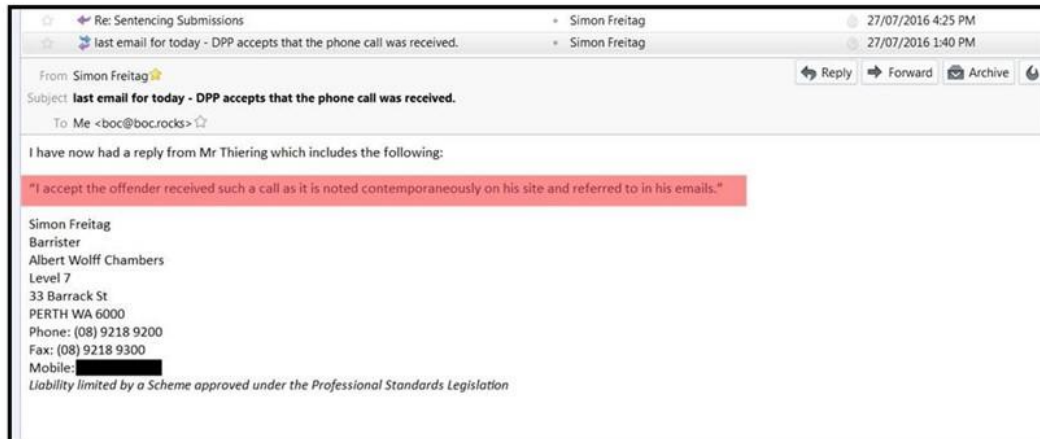 Re: Sentencing Submissions Simon Freitag 27/07/2016 4:25 PM
last email for today - DPP accepts that the phone call was received. Simon Freitag 27/07/2016 1:40 PM
From Simon Freitag Reply Forward Archive
Subject last email for today - DPP accepts that the phone call was received.
To Me <boc@boc.rocks>
I have now had a reply from Mr Thiering which includes the following:
"I accept the offender received such a call as it is noted contemporaneously on his site and referred to in his emails."
Simon Freitag
Barrister
Albert Wolff Chambers
Level 7
33 Barrack St
PERTH WA 6000
Phone: (08) 9218 9200
Fax: (08) 9218 9300
Mobile:
Liability limited by a Scheme approved under the Professional Standards Legislation